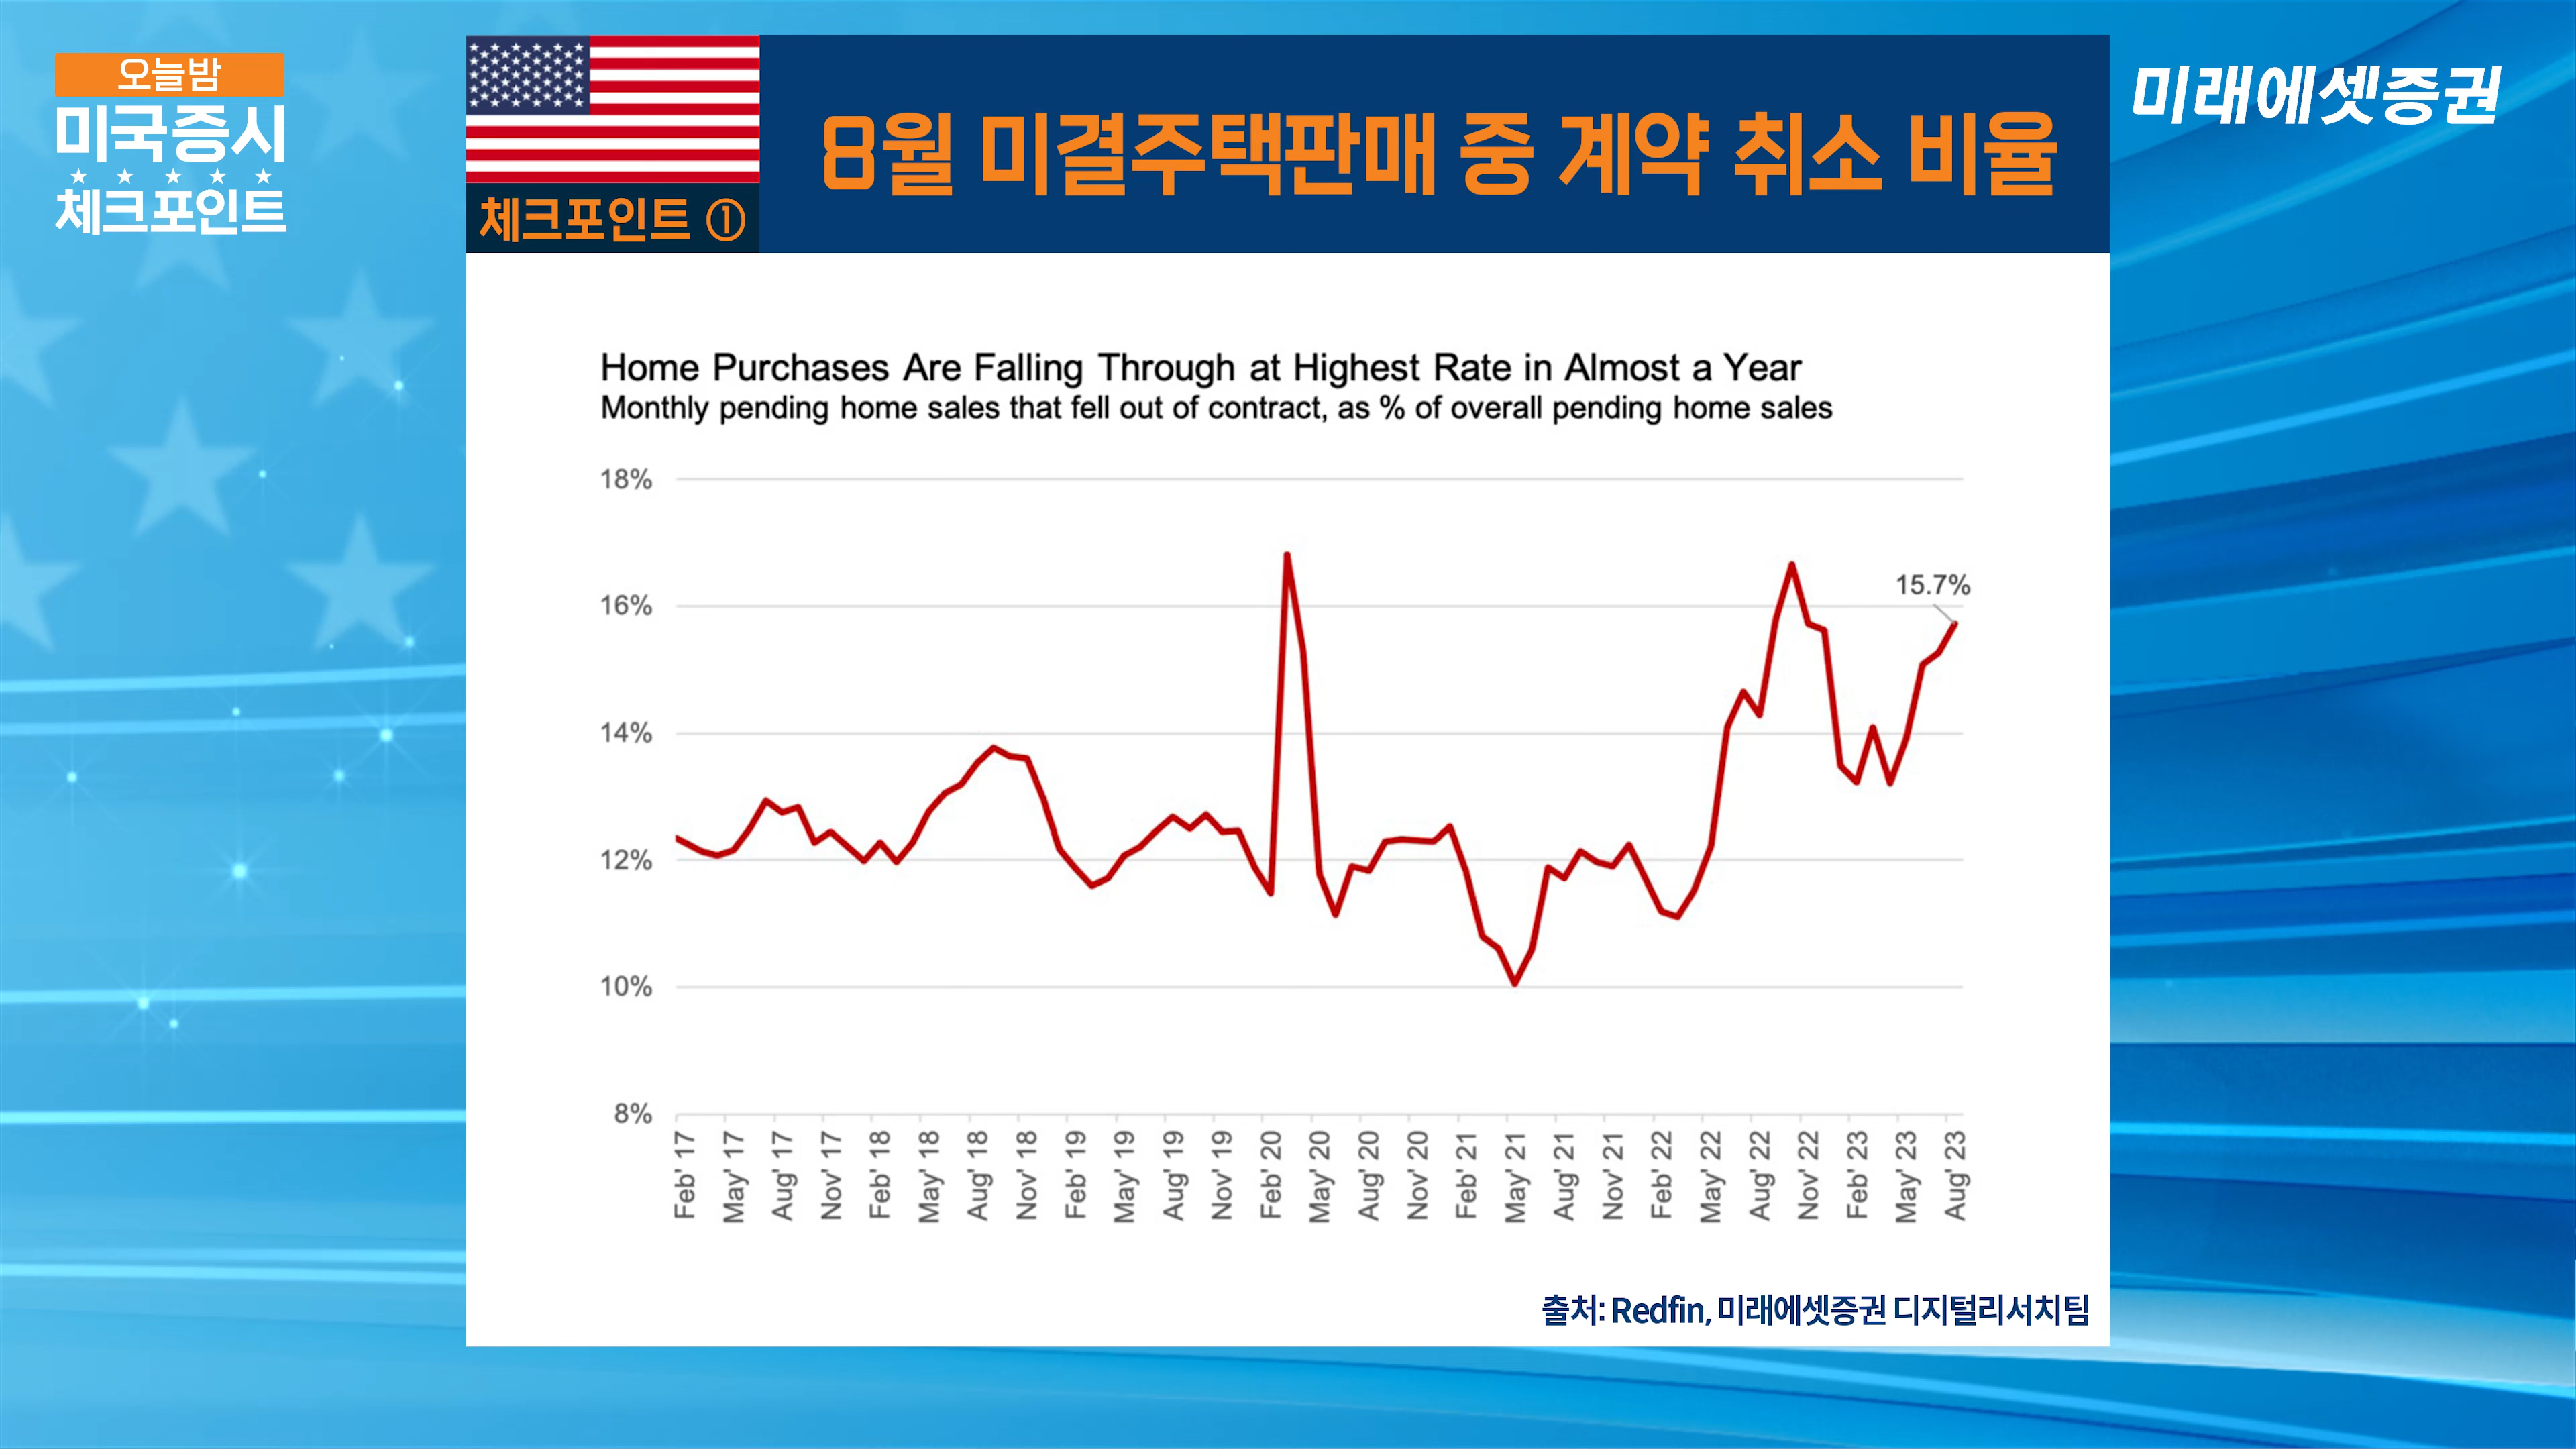 오늘밤
미국증시
체크포인트
체크포인트 ①
8월 미결주택판매 중 계약 취소 비율
미래에셋증권
Home Purchases Are Falling Through at Highest Rate in Almost a Year
Monthly pending home sales that fell out of contract, as % of overall pending home sales
18%
16%
14%
12%
10%
8%
15.7%
Feb' 17
May' 17
Aug' 17
Nov' 17
Feb' 18
May' 18
Aug' 18
Nov' 18
Feb' 19
May' 19
Aug' 19
Nov' 19
Feb' 20
May' 20
Aug' 20
Nov' 20
Feb' 21
May' 21
Aug' 21
Nov' 21
Feb' 22
May' 22
Aug' 22
Nov' 22
Feb' 23
May' 23
Aug' 23
출처: Redfin, 미래에셋증권 디지털리서치팀